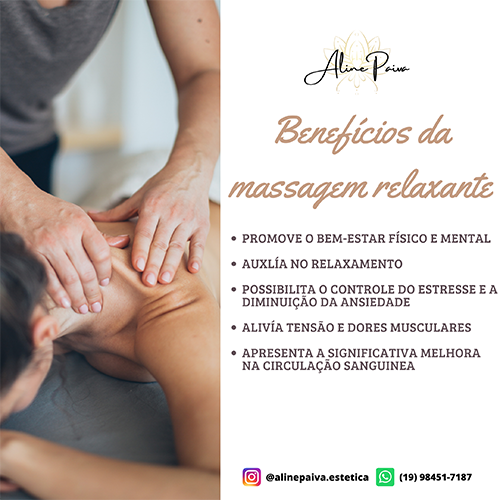 Aline Paiva
Benefícios da
massagem relaxante
• PROMOVE O BEM-ESTAR FÍSICO E MENTAL
• AUXLÍA NO RELAXAMENTO
• POSSIBILITA O CONTROLE DO ESTRESSE E A
DIMINUIÇÃO DA ANSIEDADE
• ALIVÍA TENSÃO E DORES MUSCULARES
• APRESENTA A SIGNIFICATIVA MELHORA
NA CIRCULAÇÃO SANGUINEA
@alinepaiva.estetica (19) 98451-7187